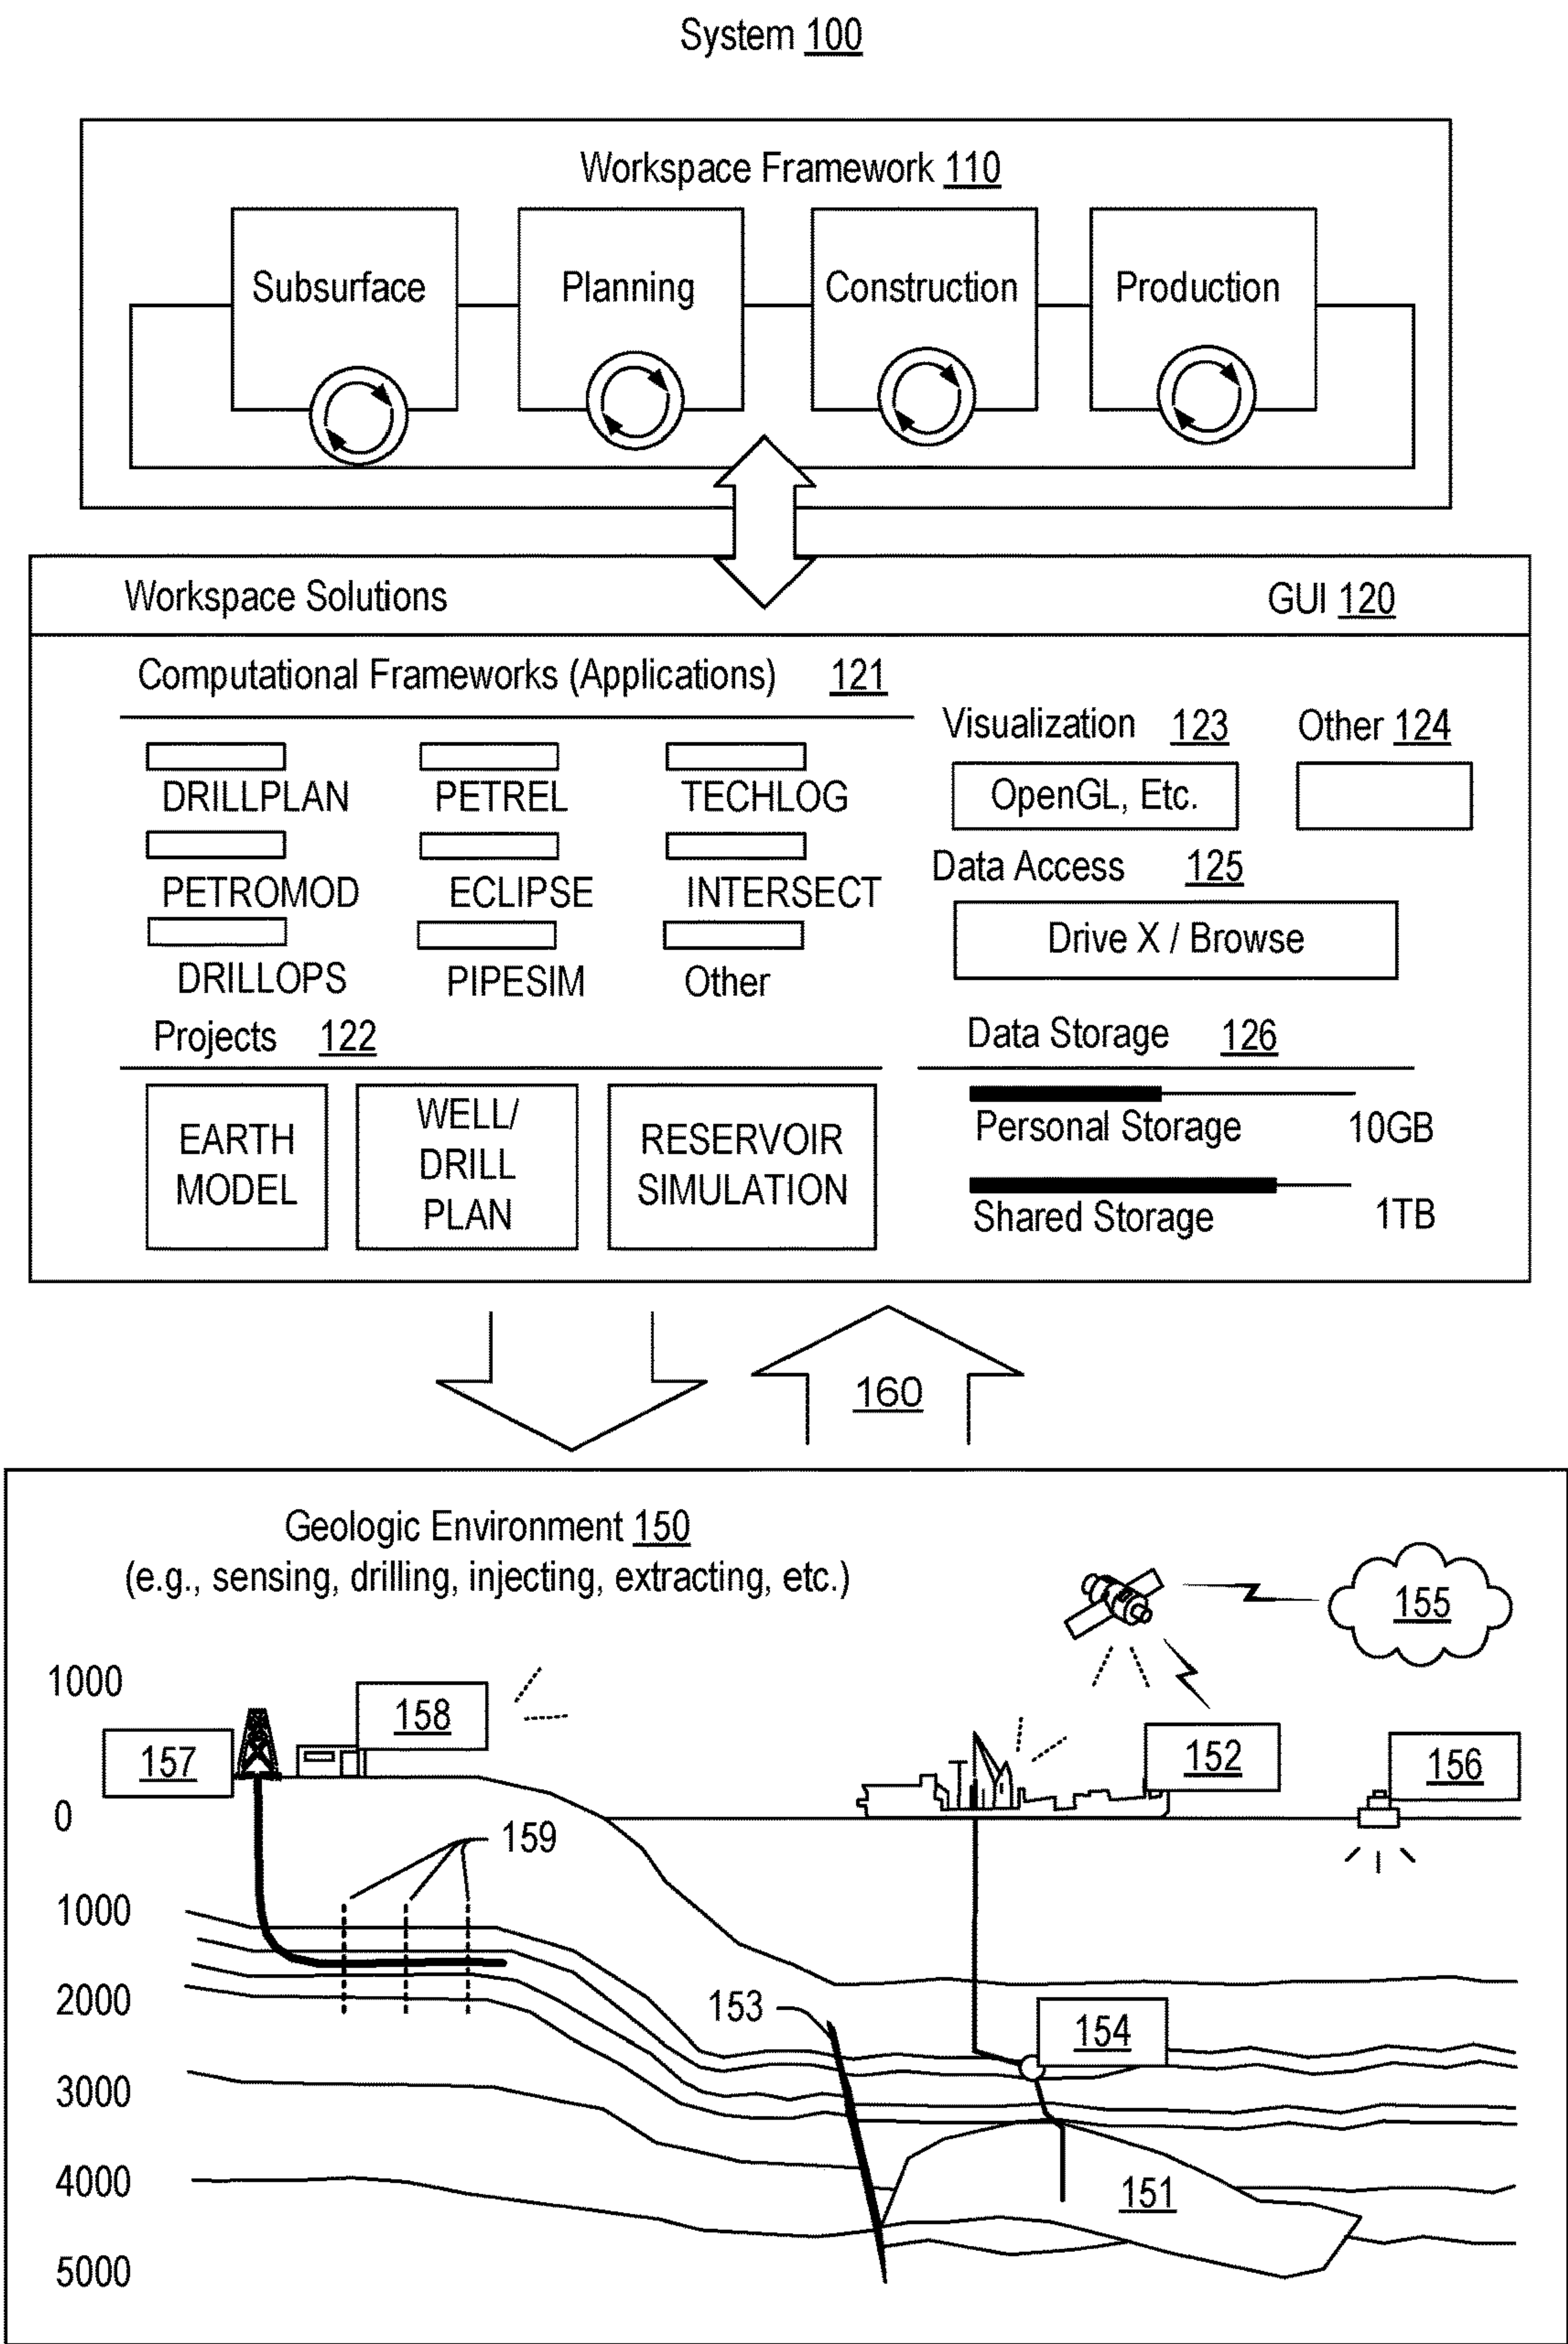 System 100
Workspace Framework 110
Subsurface
Planning
Construction
Production
Workspace Solutions
GUI 120
Computational Frameworks (Applications) 121
DRILLPLAN
PETREL
TECHLOG
PETROMOD
ECLIPSE
INTERSECT
DRILLOPS
PIPESIM
Other
Visualization 123
Other 124
OpenGL, Etc.
Data Access 125
Drive X / Browse
Projects 122
EARTH
MODEL
WELL/
DRILL
PLAN
RESERVOIR
SIMULATION
Data Storage 126
Personal Storage 10GB
Shared Storage 1TB
160
Geologic Environment 150
(e.g., sensing, drilling, injecting, extracting, etc.)
155
1000
158
157
152
156
0
159
1000
2000
153
154
3000
4000
151
5000